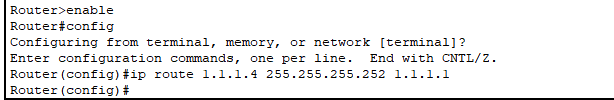 Router>enable
Router#config
Configuring from terminal, memory, or network [terminal]?
Enter configuration commands, one per line.  End with CNTL/Z.
Router(config)#ip route 1.1.1.4 255.255.255.252 1.1.1.1
Router(config)#